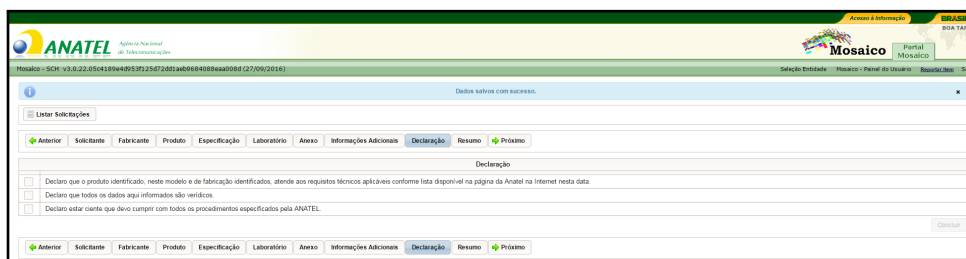 Acesso à Informação BRASIL
BOA TAR
ANATEL Agência Nacional
de Telecomunicações
Mosaico Portal
Mosaico
Mosaico - SCH v3.0.22.05c4189e4d953f125d72dd1aeb9684088eaa008d (27/09/2016) Seleção Entidade Mosaico - Painel do Usuário Reportar Item S
Dados salvos com sucesso. x
Listar Solicitações
Anterior Solicitante Fabricante Produto Especificação Laboratório Anexo Informações Adicionais Declaração Resumo Próximo
Declaração
Declaro que o produto identificado, neste modelo e de fabricação identificados, atende aos requisitos técnicos aplicáveis conforme lista disponível na página da Anatel na Internet nesta data.
Declaro que todos os dados aqui informados são verídicos.
Declaro estar ciente que devo cumprir com todos os procedimentos especificados pela ANATEL.
Concluir
Anterior Solicitante Fabricante Produto Especificação Laboratório Anexo Informações Adicionais Declaração Resumo Próximo